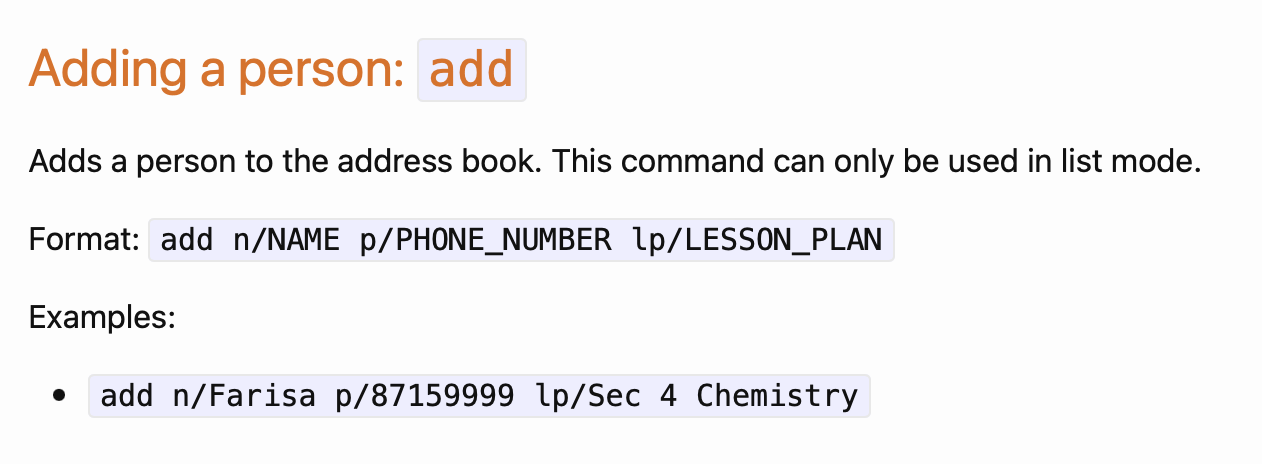 Adding a person: add
Adds a person to the address book. This command can only be used in list mode.
Format: add n/NAME p/PHONE_NUMBER lp/LESSON_PLAN
Examples:
• add n/Farisa p/87159999 lp/Sec 4 Chemistry